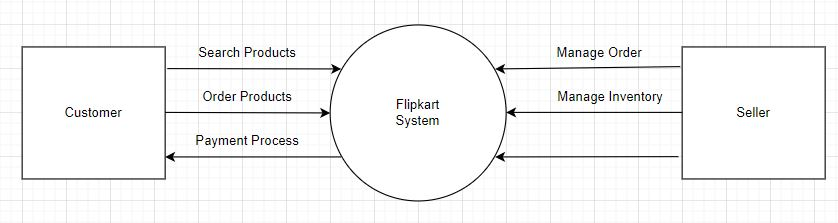 Search Products
Manage Order
Order Products
Manage Inventory
Customer
Flipkart
System
Seller
Payment Process